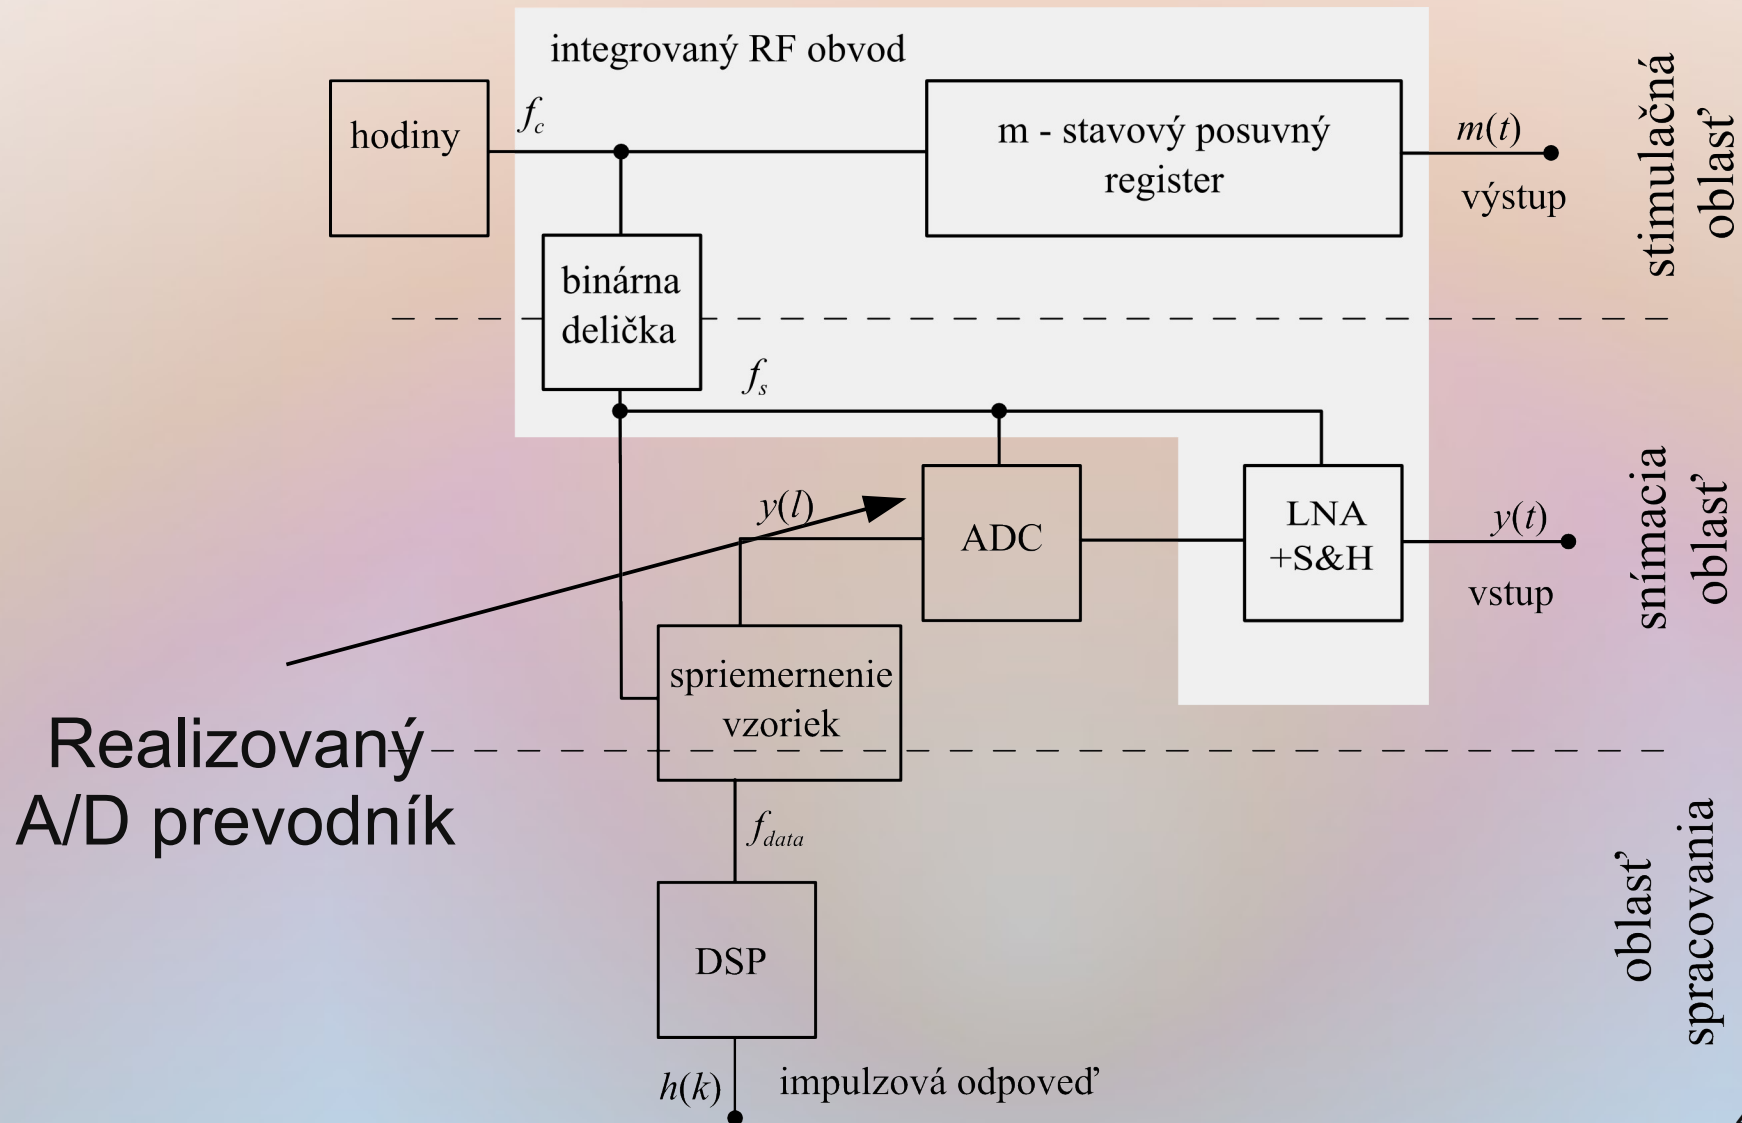 integrovaný RF obvod
hodiny
f_c
m - stavový posuvný
register
m(t)
výstup
stimulačná
oblasť
binárna
delička
f_s
y(l)
ADC
LNA
+S&H
y(t)
vstup
snímacia
oblasť
spriemernenie
vzoriek
Realizovaný
A/D prevodník
f_data
DSP
oblasť
spracovania
h(k)
impulzová odpoveď